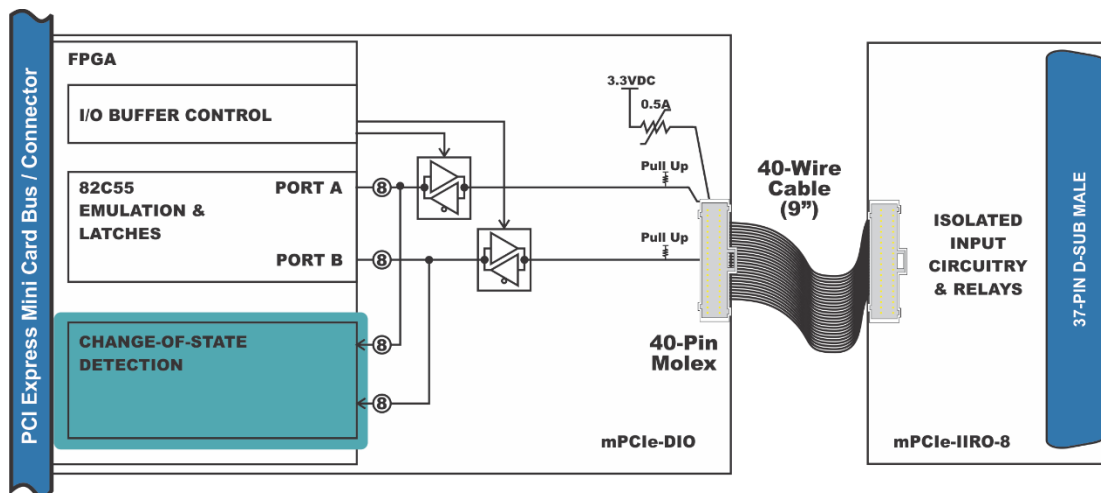 PCI Express Mini Card Bus / Connector
FPGA
I/O BUFFER CONTROL
82C55
EMULATION &
LATCHES
PORT A
8
PORT B
8
CHANGE-OF-STATE
DETECTION
8
8
3.3VDC
0.5A
Pull Up
Pull Up
40-Pin
Molex
mPCIe-DIO
40-Wire
Cable
(9”)
ISOLATED
INPUT
CIRCUITRY
& RELAYS
mPCIe-IIRO-8
37-PIN D-SUB MALE